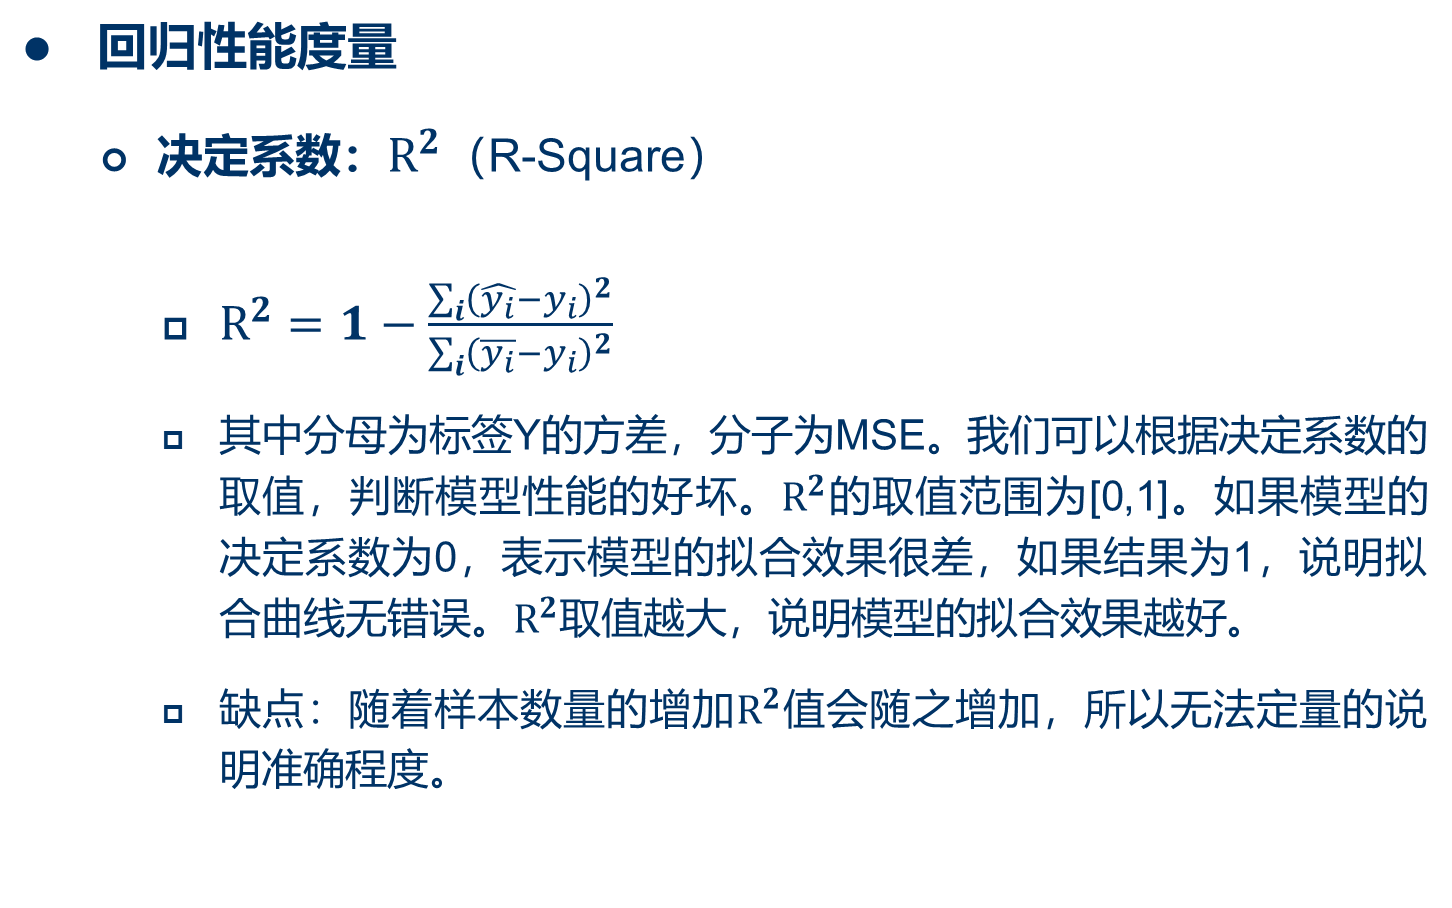 ● 回归性能度量
○ 决定系数：R²（R-Square）
□ R² = 1 − ∑ᵢ(ŷᵢ−yᵢ)² / ∑ᵢ(y̅ᵢ−yᵢ)²
□ 其中分母为标签Y的方差，分子为MSE。我们可以根据决定系数的
取值，判断模型性能的好坏。R²的取值范围为[0,1]。如果模型的
决定系数为0，表示模型的拟合效果很差，如果结果为1，说明拟
合曲线无错误。R²取值越大，说明模型的拟合效果越好。
□ 缺点：随着样本数量的增加R²值会随之增加，所以无法定量的说
明准确程度。